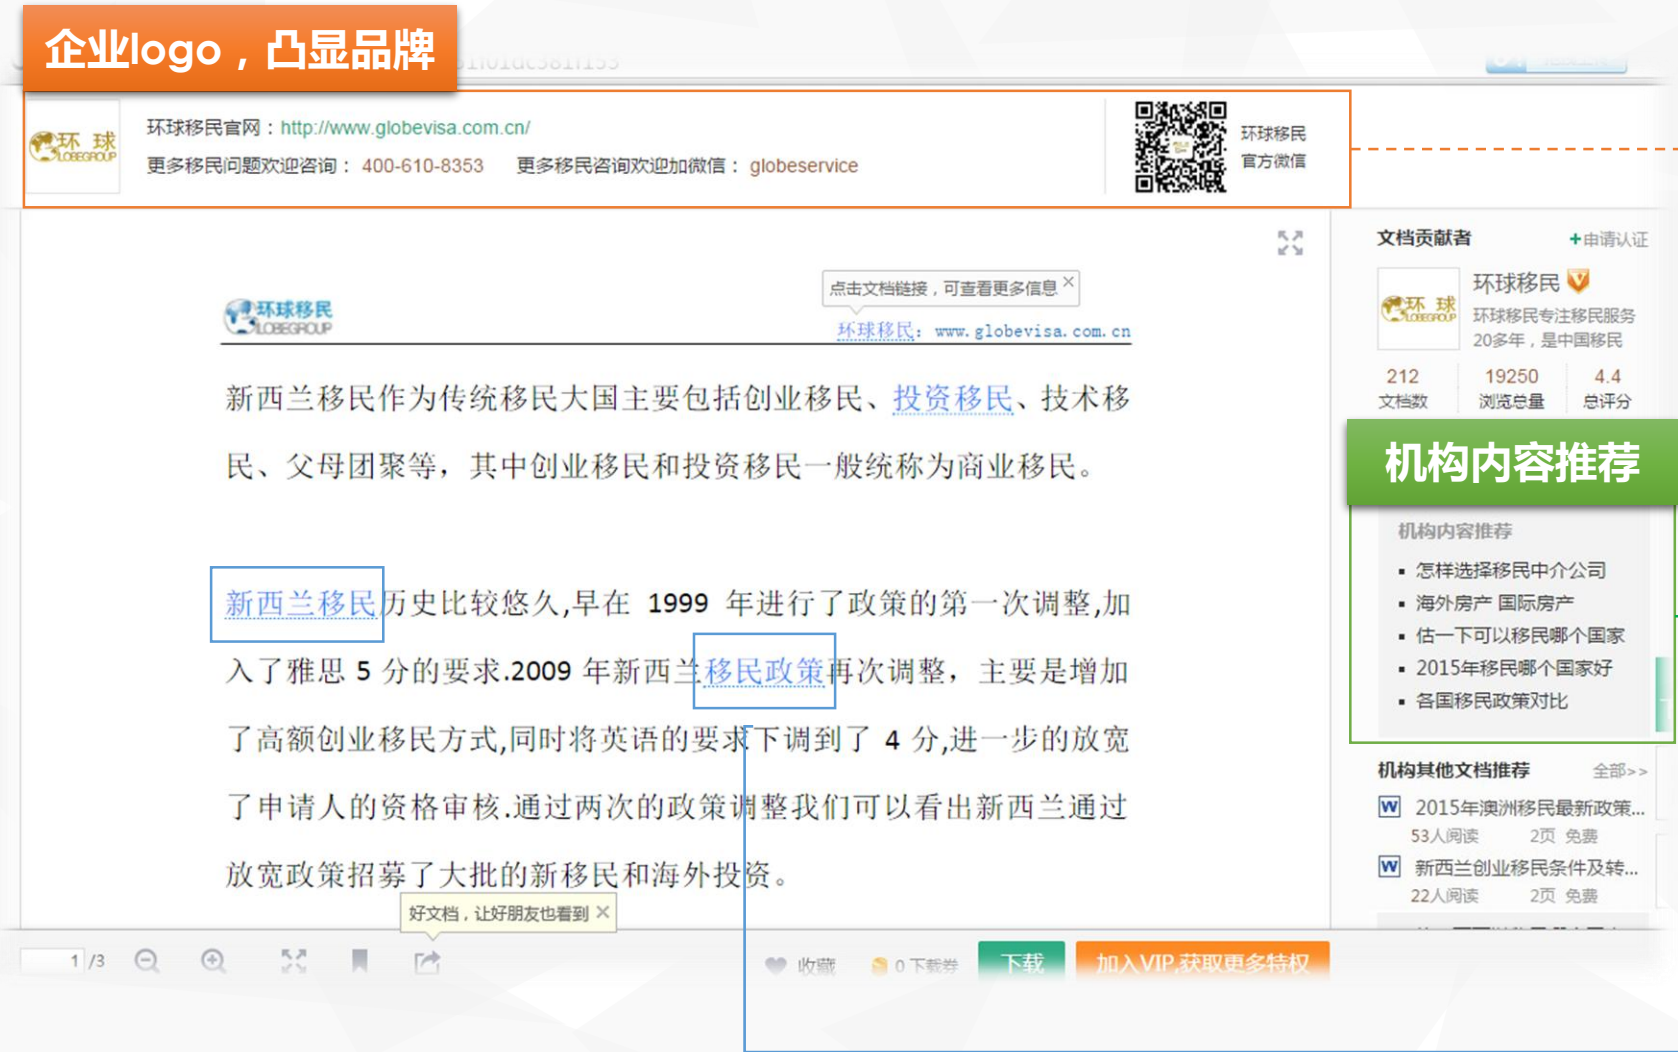 企业logo，凸显品牌
环球
LOBEGROUP
环球移民官网：http://www.globevisa.com.cn/
更多移民问题欢迎咨询： 400-610-8353 更多移民咨询欢迎加微信： globeservice
环球移民
官方微信
点击文档链接，可查看更多信息
环球移民
LOBEGROUP
环球移民：www.globevisa.com.cn
新西兰移民作为传统移民大国主要包括创业移民、投资移民、技术移
民、父母团聚等，其中创业移民和投资移民一般统称为商业移民。
新西兰移民历史比较悠久,早在 1999 年进行了政策的第一次调整,加
入了雅思 5 分的要求.2009 年新西兰移民政策再次调整，主要是增加
了高额创业移民方式,同时将英语的要求下调到了 4 分,进一步的放宽
了申请人的资格审核.通过两次的政策调整我们可以看出新西兰通过
放宽政策招募了大批的新移民和海外投资。
好文档，让好朋友也看到
1 /3
收藏
0下载券
下载
加入VIP,获取更多特权
文档贡献者
+申请认证
环球
LOBEGROUP
环球移民
环球移民专注移民服务
20多年，是中国移民
212 19250 4.4
文档数 浏览总量 总评分
机构内容推荐
机构内容推荐
怎样选择移民中介公司
海外房产 国际房产
估一下可以移民哪个国家
2015年移民哪个国家好
各国移民政策对比
机构其他文档推荐 全部>>
W 2015年澳洲移民最新政策...
53人阅读 2页 免费
W 新西兰创业移民条件及转...
22人阅读 2页 免费